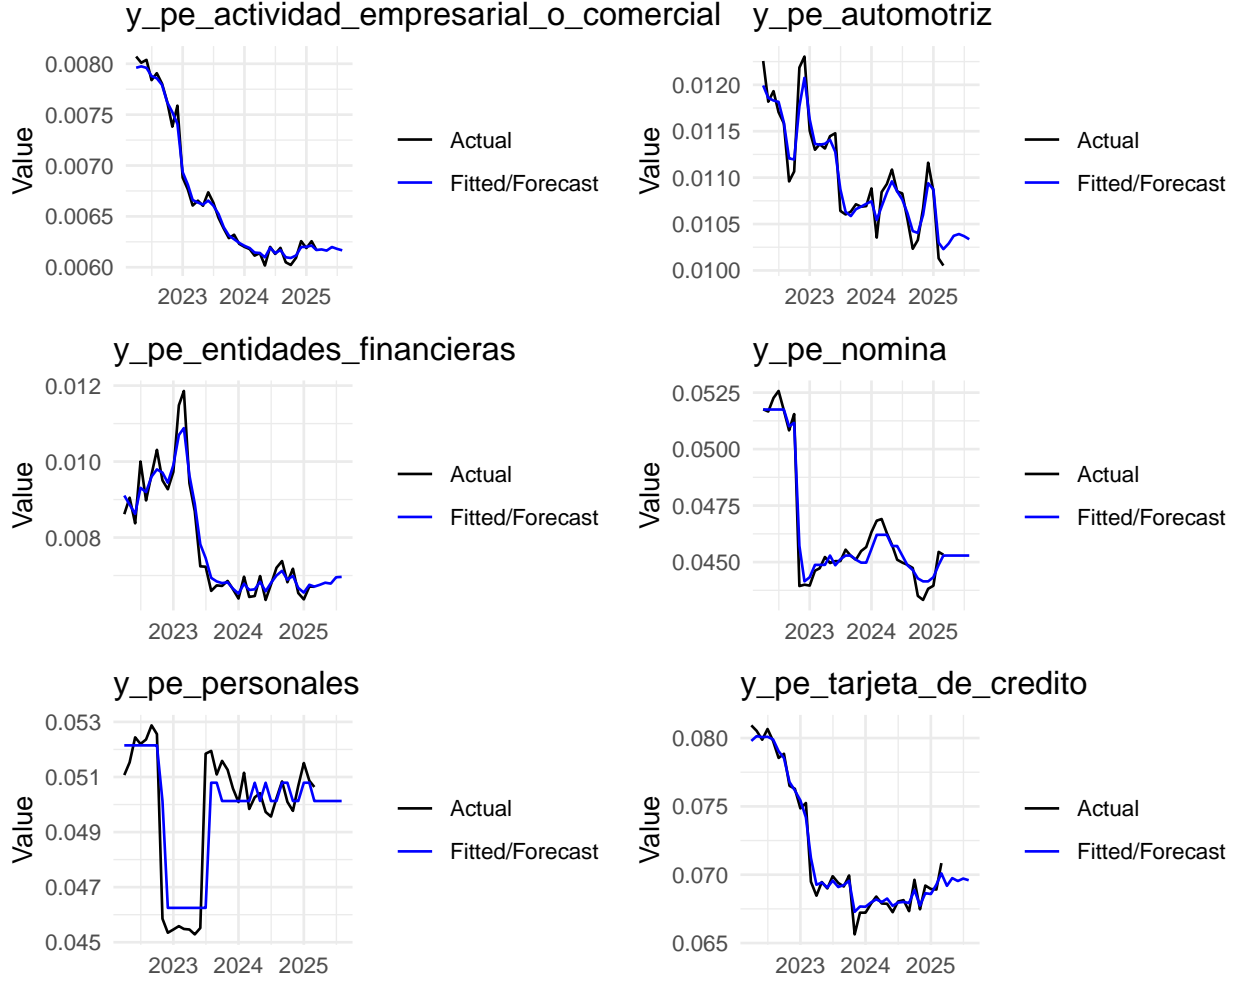 y_pe_actividad_empresarial_o_comercial
0.0080
0.0075
0.0070
0.0065
0.0060
Value
2023 2024 2025
Actual
Fitted/Forecast
y_pe_automotriz
0.0120
0.0115
0.0110
0.0105
0.0100
Value
2023 2024 2025
Actual
Fitted/Forecast
y_pe_entidades_financieras
0.012
0.010
0.008
Value
2023 2024 2025
Actual
Fitted/Forecast
y_pe_nomina
0.0525
0.0500
0.0475
0.0450
Value
2023 2024 2025
Actual
Fitted/Forecast
y_pe_personales
0.053
0.051
0.049
0.047
0.045
Value
2023 2024 2025
Actual
Fitted/Forecast
y_pe_tarjeta_de_credito
0.080
0.075
0.070
0.065
Value
2023 2024 2025
Actual
Fitted/Forecast